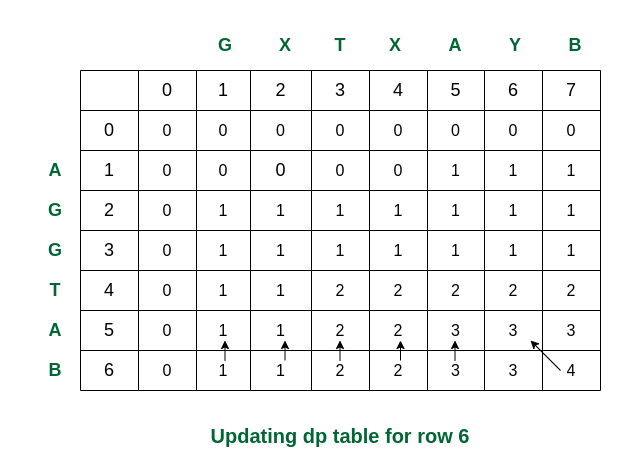 G X T X A Y B
0 1 2 3 4 5 6 7
0 0 0 0 0 0 0 0 0
A 1 0 0 0 0 0 1 1 1
G 2 0 1 1 1 1 1 1 1
G 3 0 1 1 1 1 1 1 1
T 4 0 1 1 2 2 2 2 2
A 5 0 1 1 2 2 3 3 3
B 6 0 1 1 2 2 3 3 4
Updating dp table for row 6